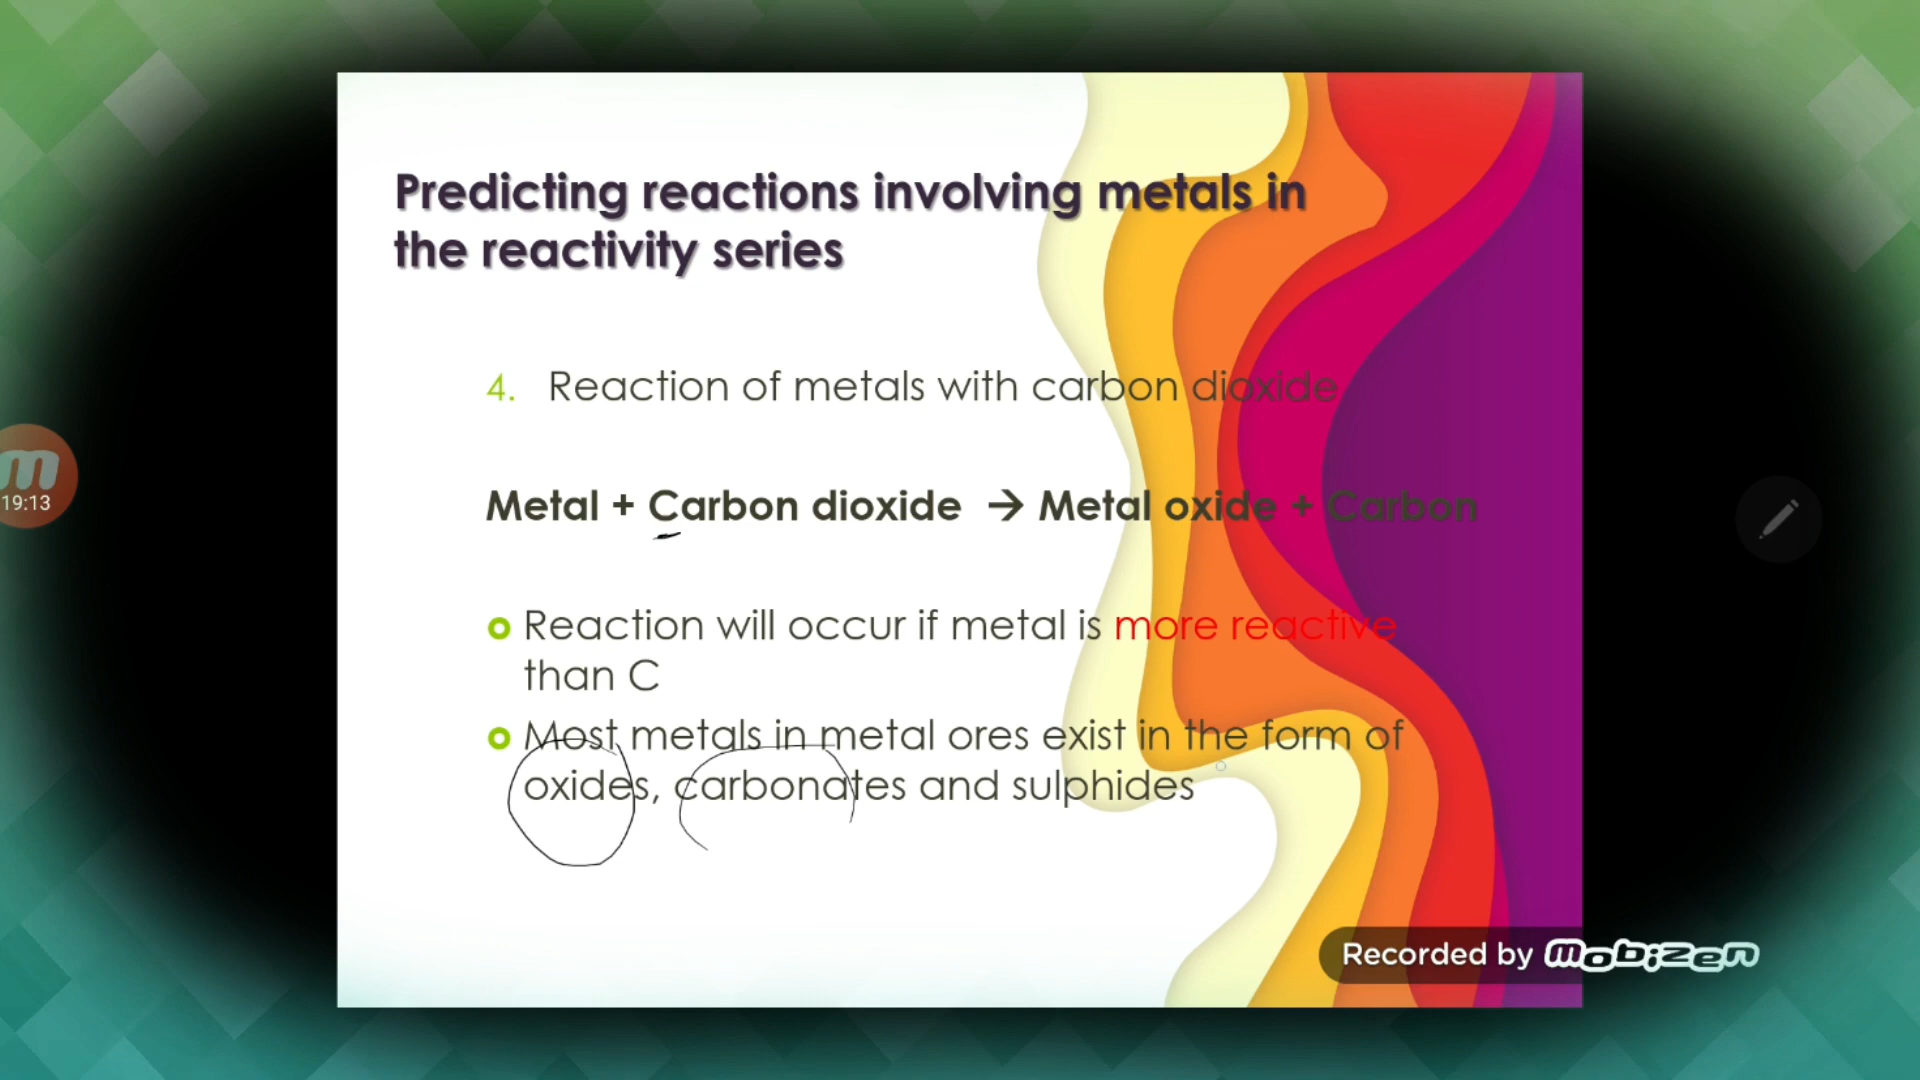 Predicting reactions involving metals in
the reactivity series
4. Reaction of metals with carbon dioxide
Metal + Carbon dioxide → Metal oxide + Carbon
Reaction will occur if metal is more reactive
than C
Most metals in metal ores exist in the form of
oxides, carbonates and sulphides
m
19:13
Recorded by mobizen